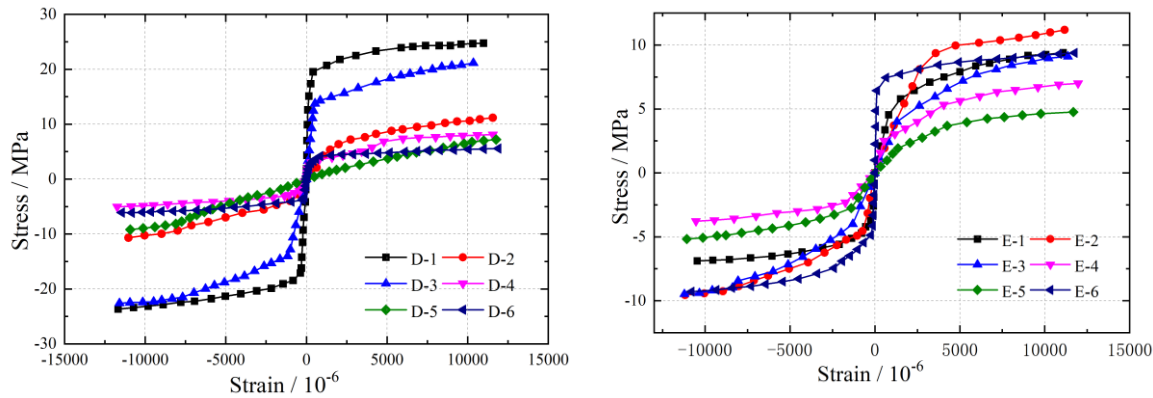 30
20
10
0
-10
-20
-30
-15000 -10000 -5000 0 5000 10000 15000
Stress / MPa
Strain / 10-6
D-1 D-2
D-3 D-4
D-5 D-6
10
5
0
-5
-10
-10000 -5000 0 5000 10000 15000
Stress / MPa
Strain / 10-6
E-1 E-2
E-3 E-4
E-5 E-6